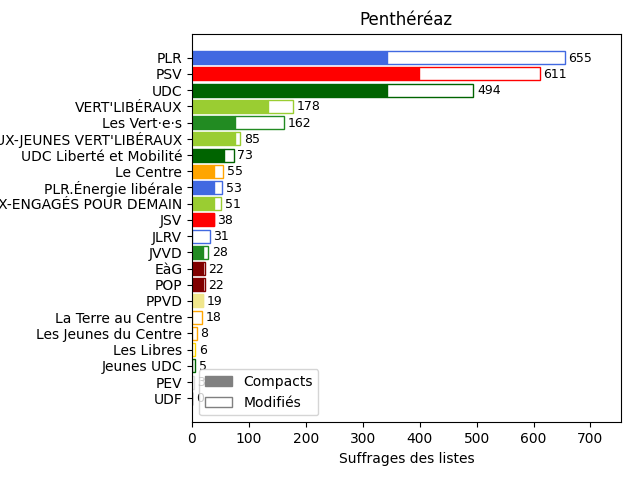 Penthéréaz
PLR 655
PSV 611
UDC 494
VERT'LIBÉRAUX 178
Les Vert·e·s 162
UX-JEUNES VERT'LIBÉRAUX 85
UDC Liberté et Mobilité 73
Le Centre 55
PLR.Énergie libérale 53
X-ENGAGÉS POUR DEMAIN 51
JSV 38
JLRV 31
JVVD 28
EàG 22
POP 22
PPVD 19
La Terre au Centre 18
Les Jeunes du Centre 8
Les Libres 6
Jeunes UDC 5
PEV 3
UDF 0
Compacts
Modifiés
0 100 200 300 400 500 600 700
Suffrages des listes